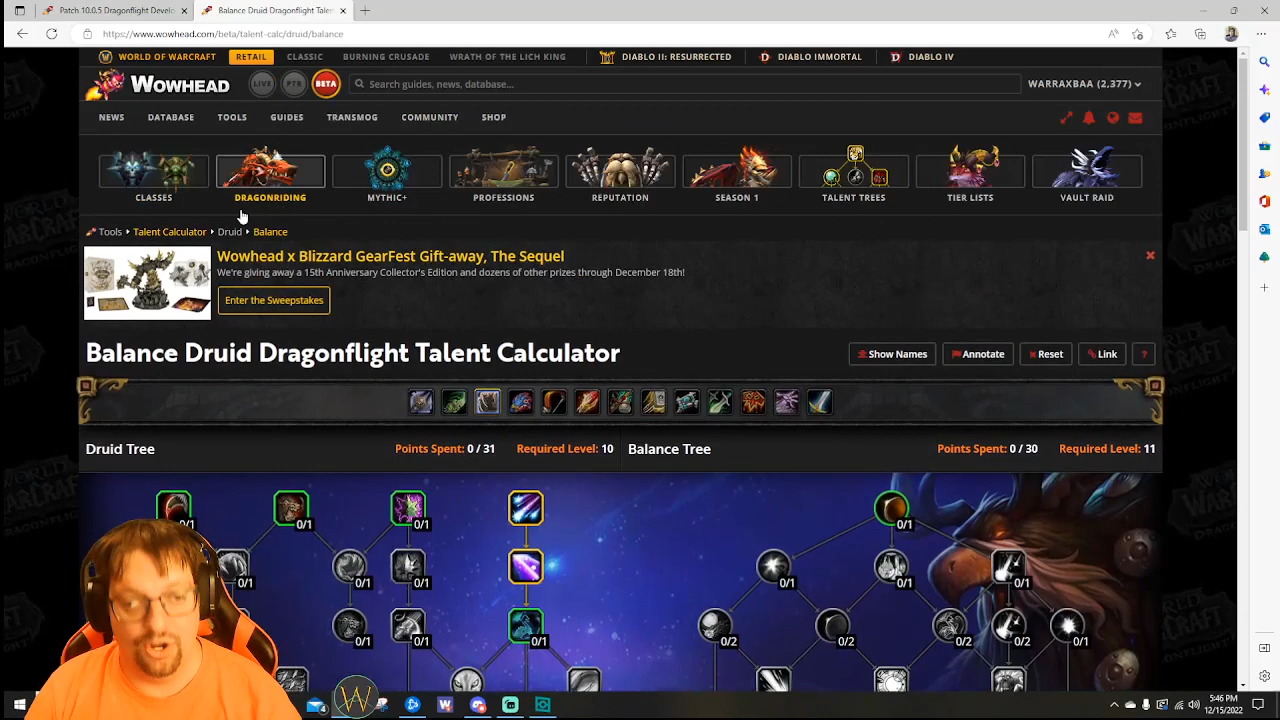 Patch 10.0.5 Dragonflight Develo
Balance Druid Dragonflight Talen
https://www.wowhead.com/beta/talent-calc/druid/balance
WORLD OF WARCRAFT
RETAIL
CLASSIC
BURNING CRUSADE
WRATH OF THE LICH KING
DIABLO II: RESURRECTED
DIABLO IMMORTAL
DIABLO IV
WOWHEAD
LIVE
PTR
BETA
Search guides, news, database...
WARRAXBAA (2,377)
NEWS
DATABASE
TOOLS
GUIDES
TRANSMOG
COMMUNITY
SHOP
CLASSES
DRAGONRIDING
MYTHIC+
PROFESSIONS
REPUTATION
SEASON 1
TALENT TREES
TIER LISTS
VAULT RAID
Tools
Talent Calculator
Druid
Balance
Wowhead x Blizzard GearFest Gift-away, The Sequel
We're giving away a 15th Anniversary Collector's Edition and dozens of other prizes through December 18th!
Enter the Sweepstakes
Balance Druid Dragonflight Talent Calculator
Show Names
Annotate
Reset
Link
?
Druid Tree
Points Spent: 0 / 31
Required Level: 10
Balance Tree
Points Spent: 0 / 30
Required Level: 11
0/1
0/1
0/1
0/1
0/1
0/1
0/1
0/1
0/1
0/1
0/1
0/1
0/1
0/2
0/2
0/2
0/2
0/1
5:46 PM
12/15/2022